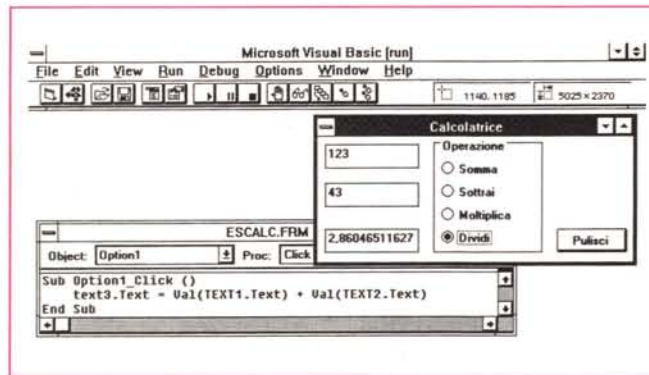 Microsoft Visual Basic [run]
File Edit View Run Debug Options Window Help
1140, 1185 5025×2370
Calcolatrice
123
43
2,86046511627
Operazione
Somma
Sottrai
Moltiplica
Dividi
Pulisci
ESCALC.FRM
Object: Option1 Proc: Click
Sub Option1_Click ()
text3.Text = Val(TEXT1.Text) + Val(TEXT2.Text)
End Sub